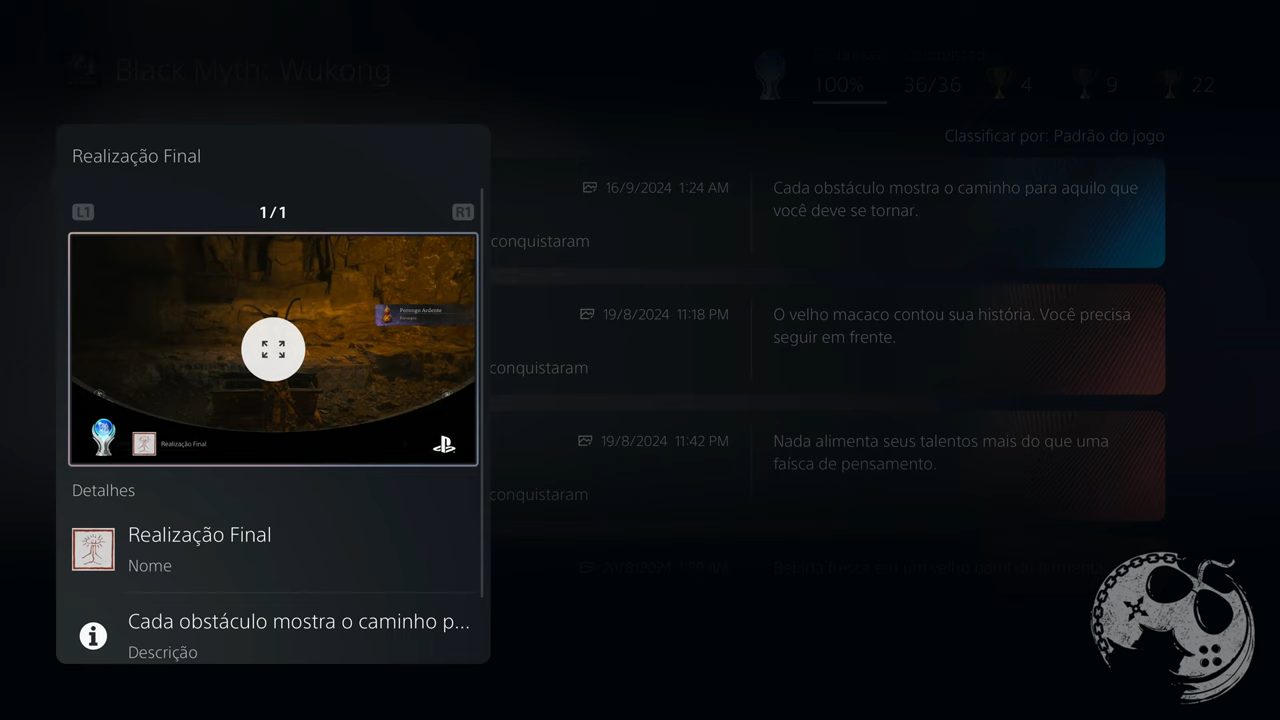 Black Myth: Wukong
100%
36/36
4
9
22
Classificar por: Padrão do jogo
Realização Final
L1
1/1
R1
Porongo Ardente
Realização Final
Detalhes
Realização Final
Nome
Cada obstáculo mostra o caminho p...
Descrição
16/9/2024 1:24 AM
conquistaram
Cada obstáculo mostra o caminho para aquilo que
você deve se tornar.
19/8/2024 11:18 PM
conquistaram
O velho macaco contou sua história. Você precisa
seguir em frente.
19/8/2024 11:42 PM
conquistaram
Nada alimenta seus talentos mais do que uma
faísca de pensamento.